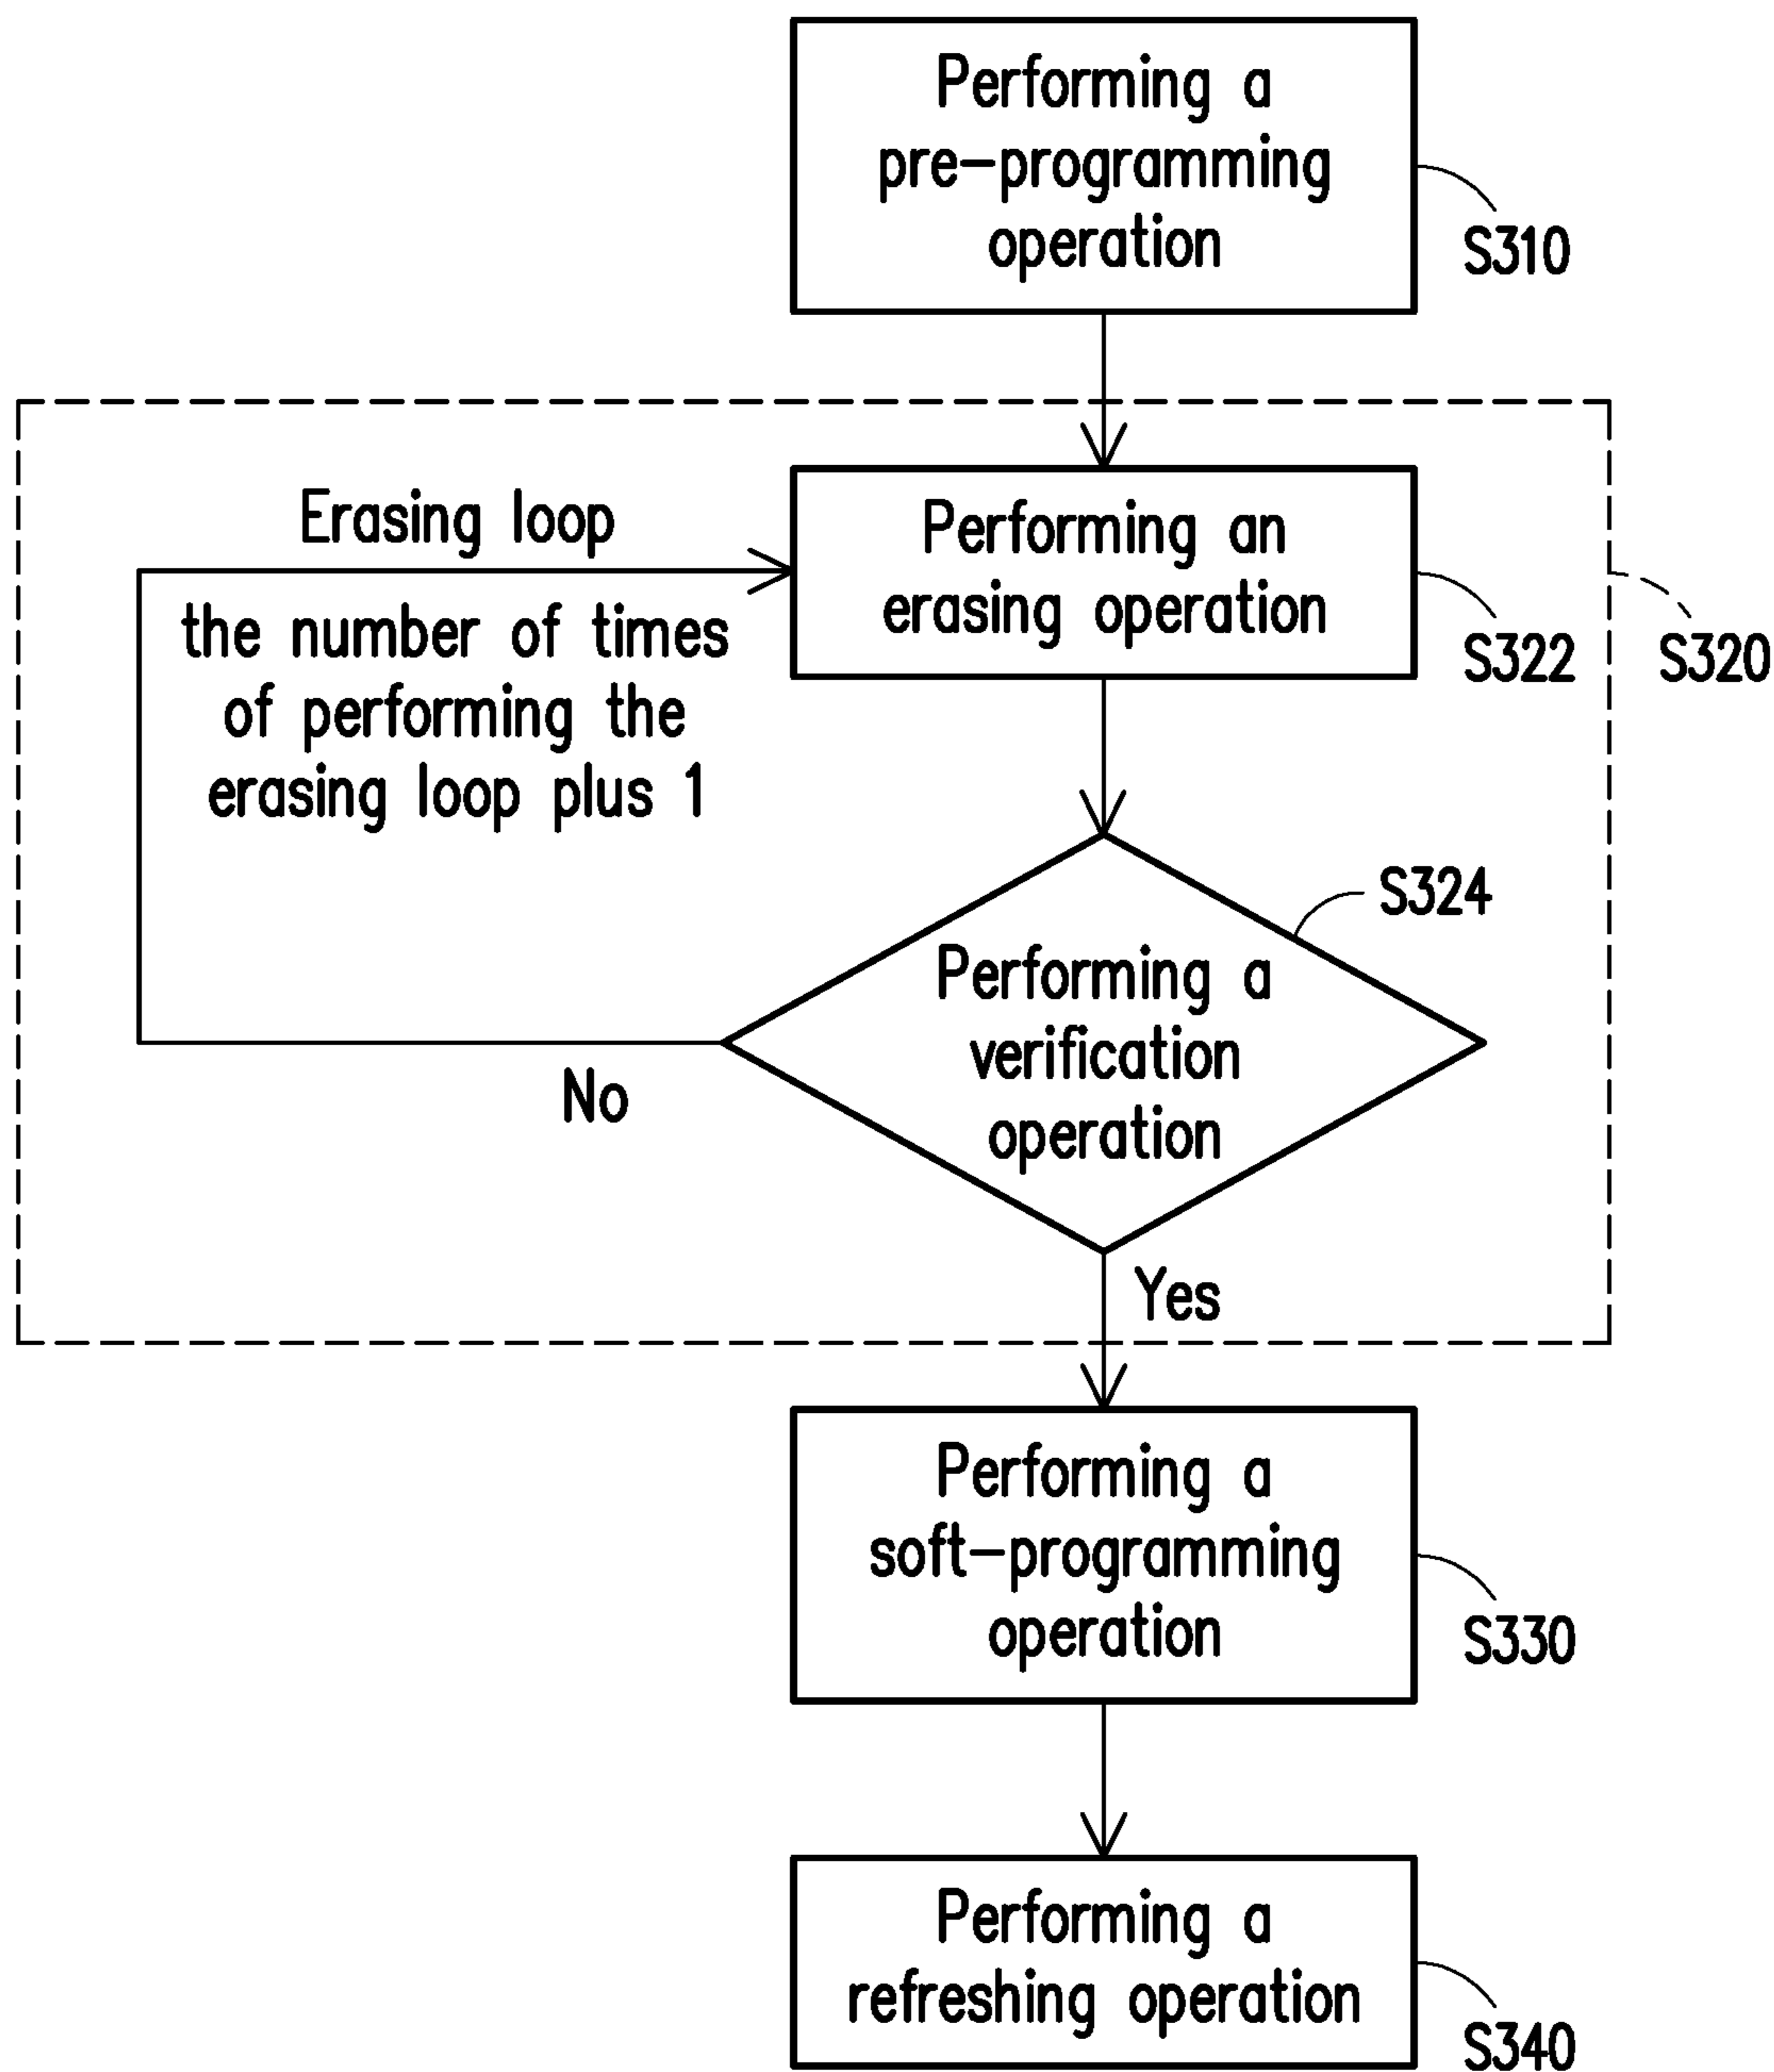 Performing a
pre-programming
operation
S310
Erasing loop
the number of times
of performing the
erasing loop plus 1
Performing an
erasing operation
S322
S320
S324
Performing a
verification
operation
No
Yes
Performing a
soft-programming
operation
S330
Performing a
refreshing operation
S340